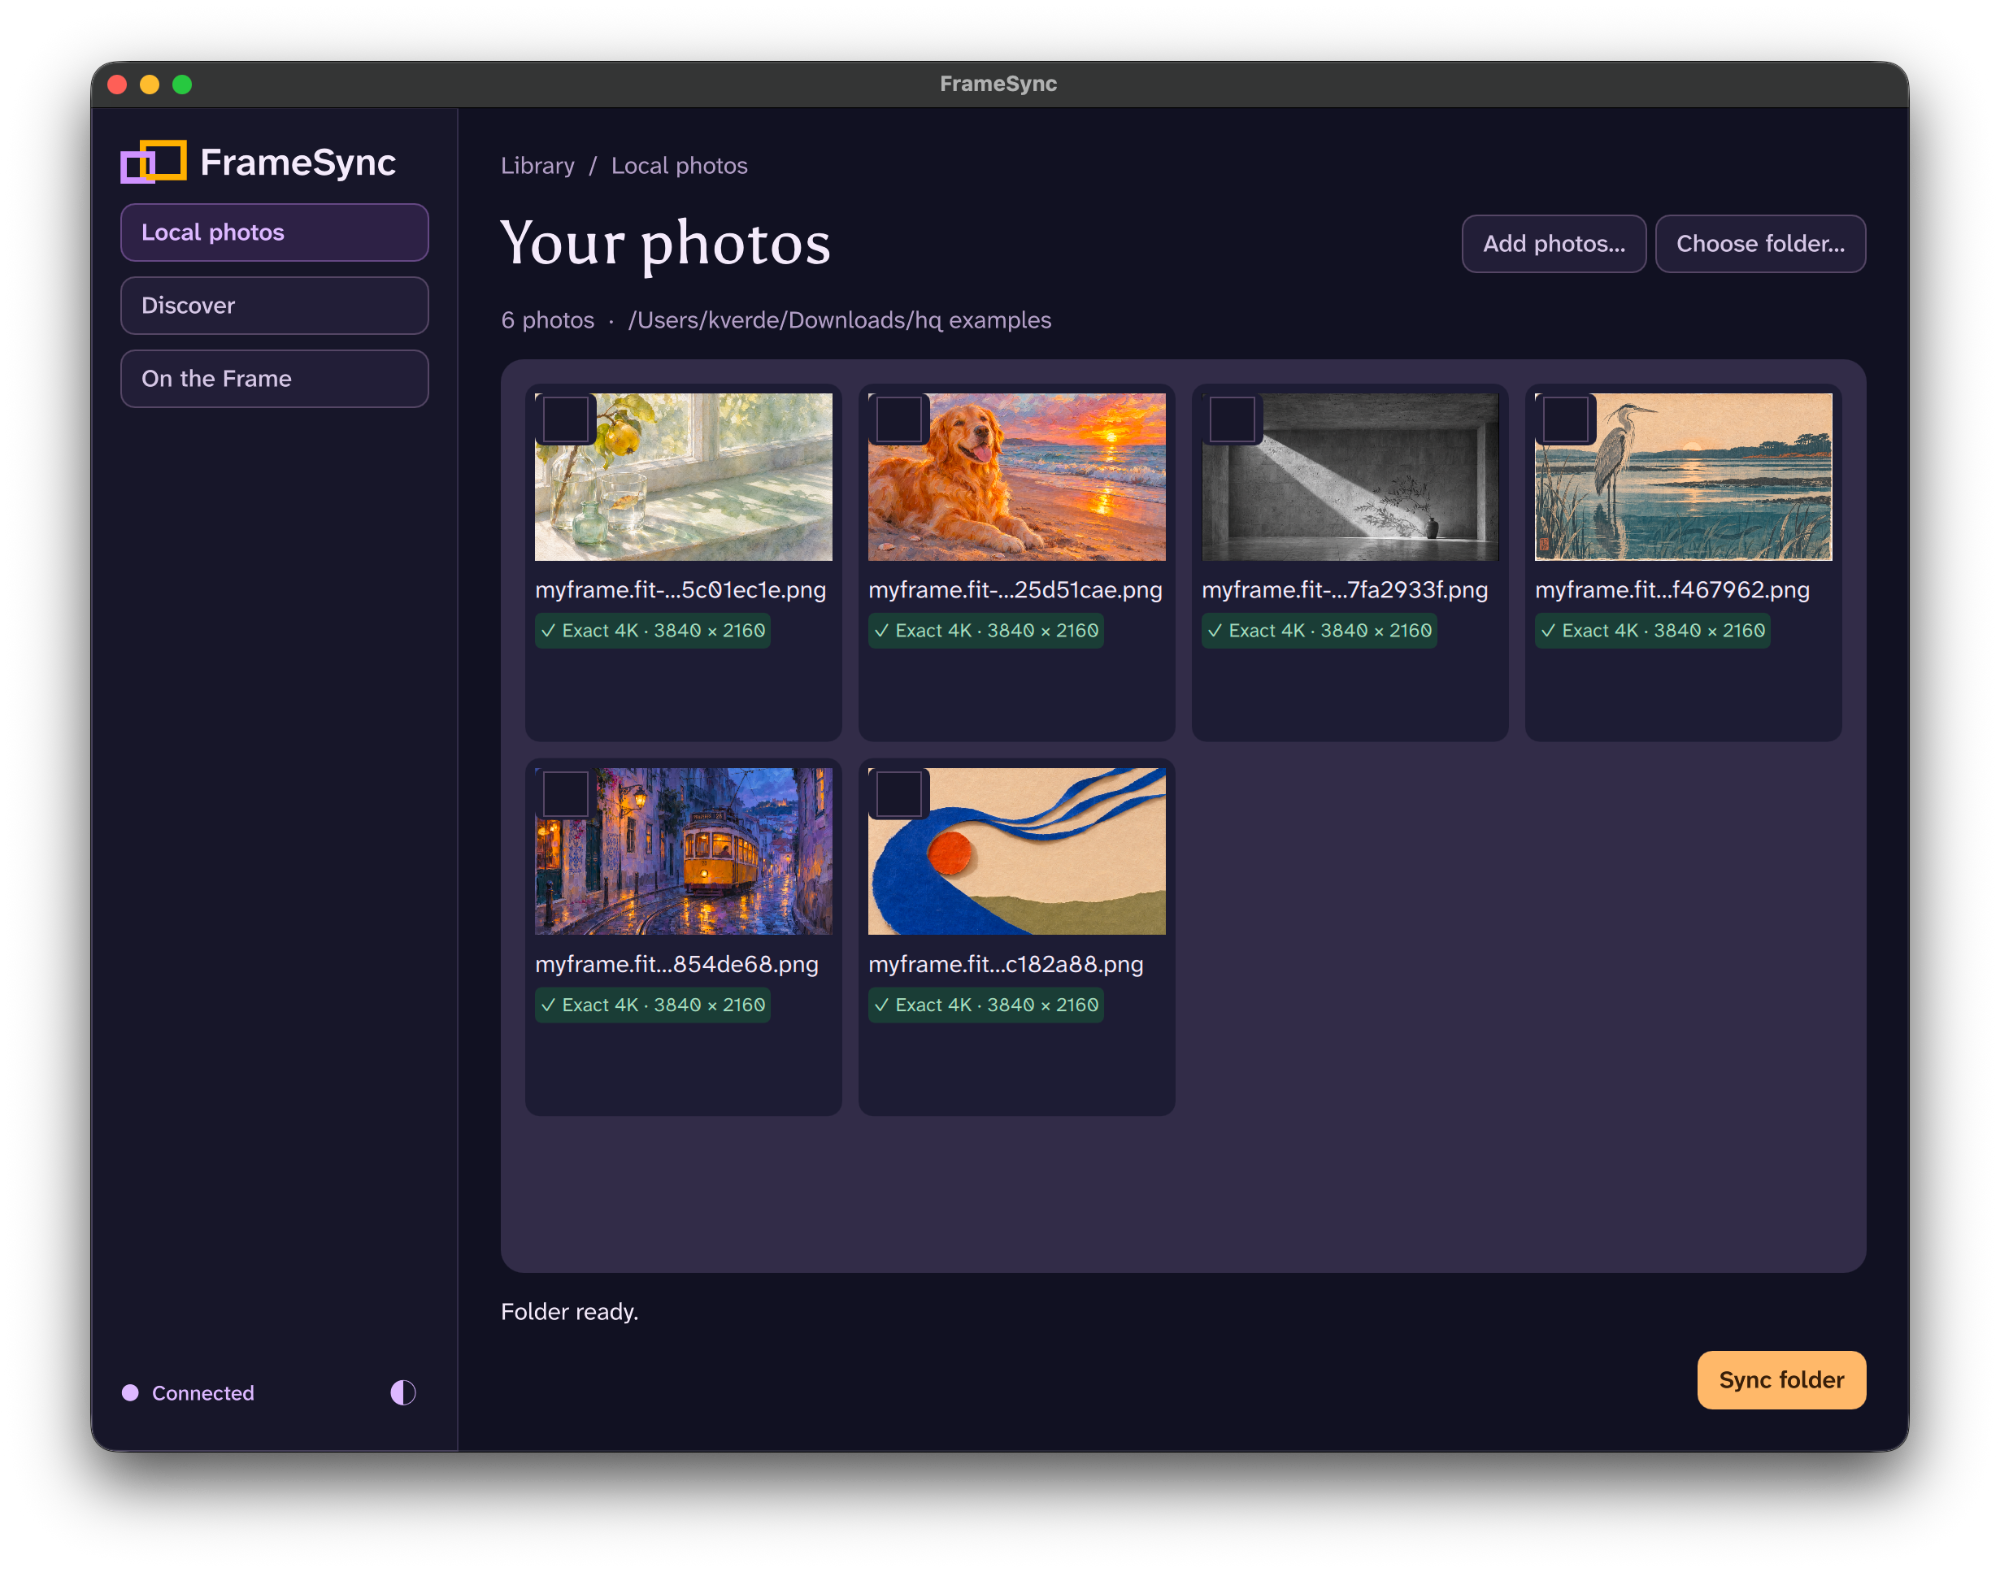 FrameSync
FrameSync
Local photos
Discover
On the Frame
Connected
Library / Local photos
Your photos
Add photos...
Choose folder...
6 photos · /Users/kverde/Downloads/hq examples
myframe.fit-...5c01ec1e.png
✓ Exact 4K · 3840 × 2160
myframe.fit-...25d51cae.png
✓ Exact 4K · 3840 × 2160
myframe.fit-...7fa2933f.png
✓ Exact 4K · 3840 × 2160
myframe.fit...f467962.png
✓ Exact 4K · 3840 × 2160
myframe.fit...854de68.png
✓ Exact 4K · 3840 × 2160
myframe.fit...c182a88.png
✓ Exact 4K · 3840 × 2160
Folder ready.
Sync folder